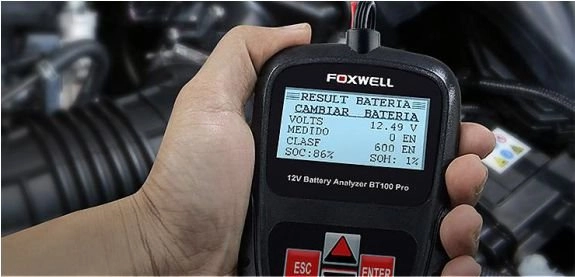 FOXWELL
RESULT BATERIA
CAMBIAR BATERIA
VOLTS 12.49 V
MEDIDO 0 EN
CLASF 600 EN
SOC:86% SOH: 1%
12V Battery Analyzer BT100 Pro
ESC
ENTER